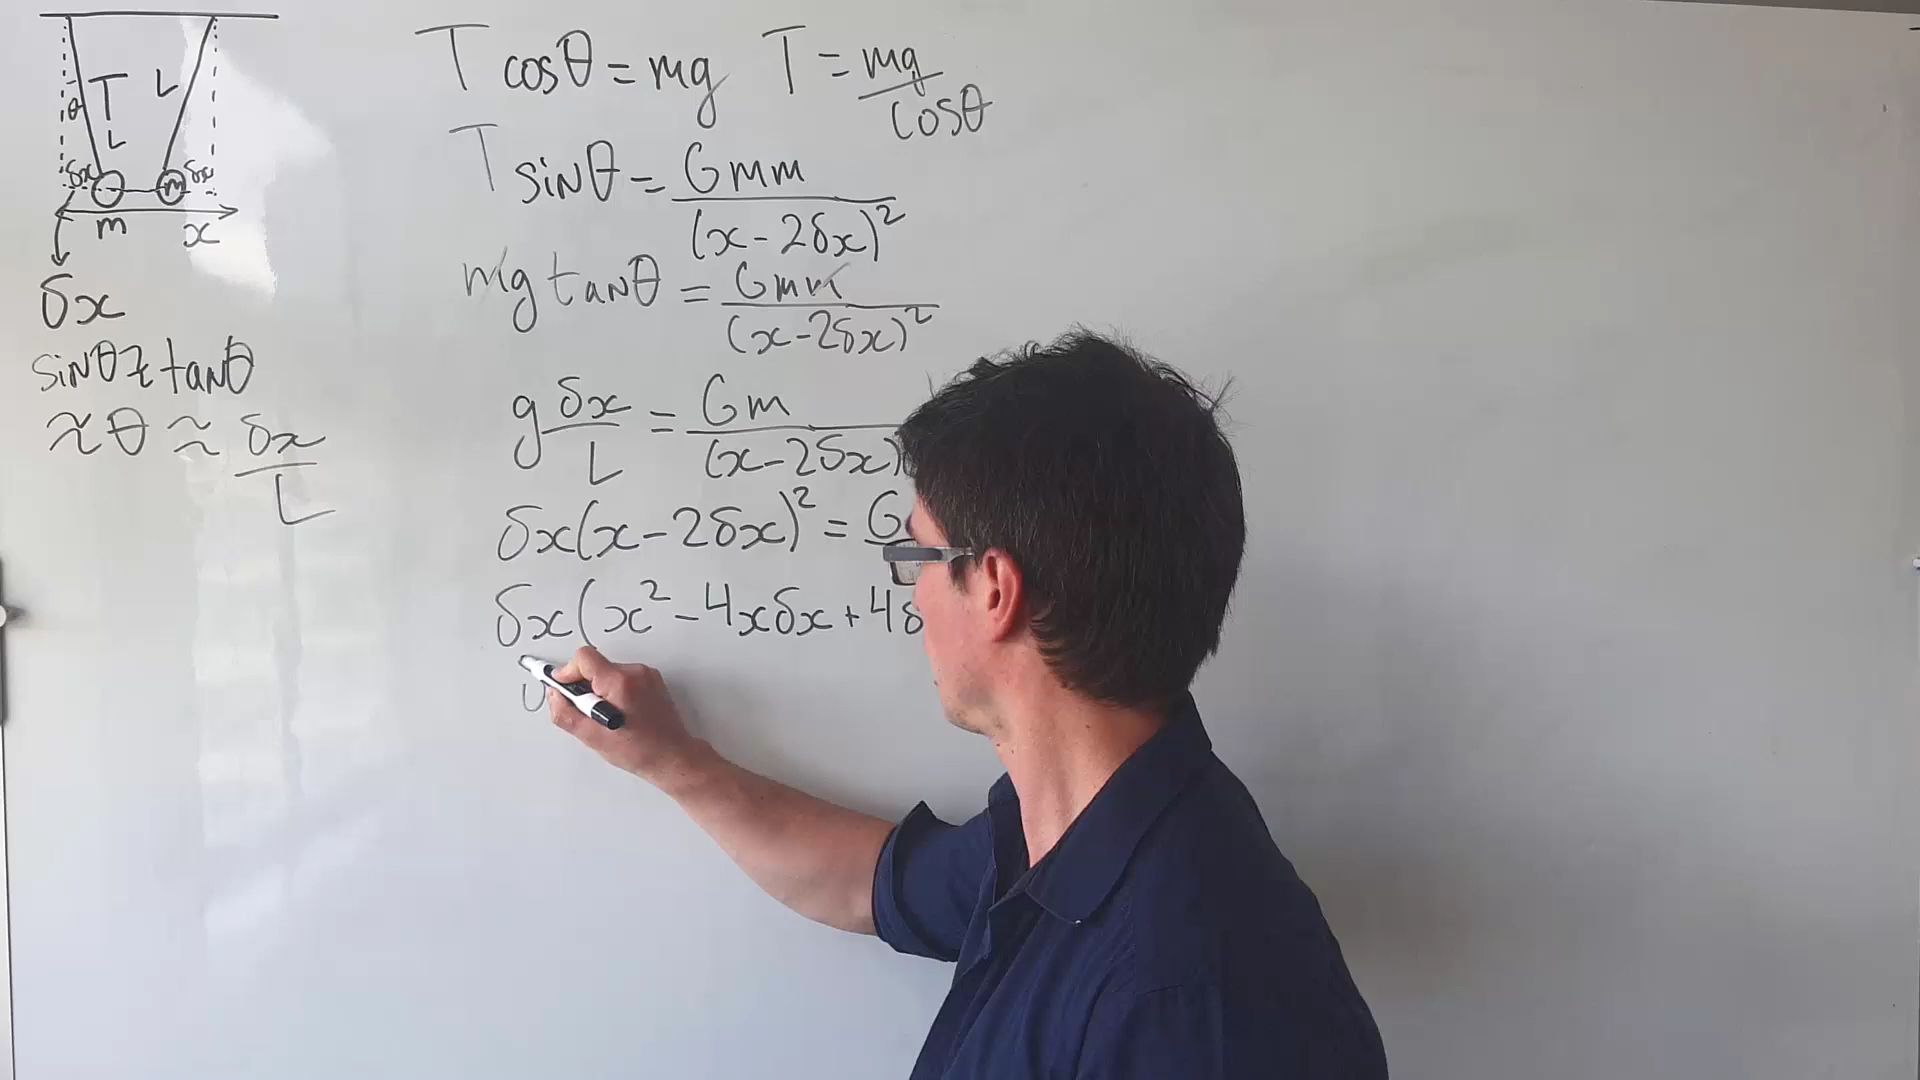 θ T L
L
δx m δx
m x
δx
sinθ ≈ tanθ
≈ θ ≈ δx/L
T cosθ = mg T = mg/cosθ
T sinθ = Gmm/(x - 2δx)²
mg tanθ = Gmm/(x - 2δx)²
g δx/L = Gm/(x - 2δx)
δx(x - 2δx)² = G
δx(x² - 4xδx + 4δ